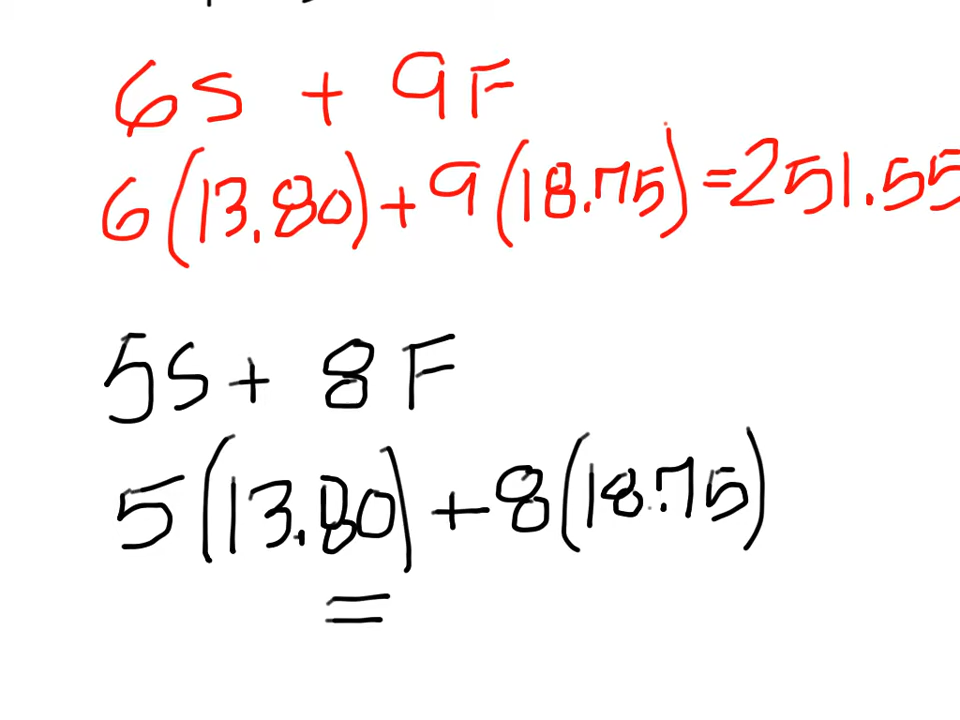 6S + 9F
6(13.80)+9(18.75)=251.55
5S+ 8F
5(13.80)+8(18.75)
=